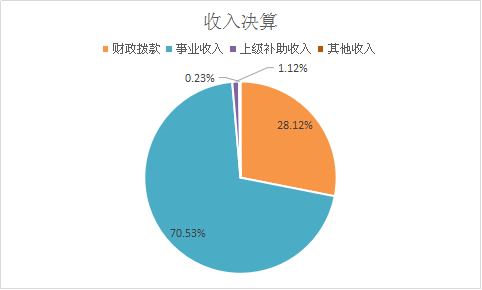 收入决算
财政拨款 事业收入 上级补助收入 其他收入
0.23% 1.12%
28.12%
70.53%